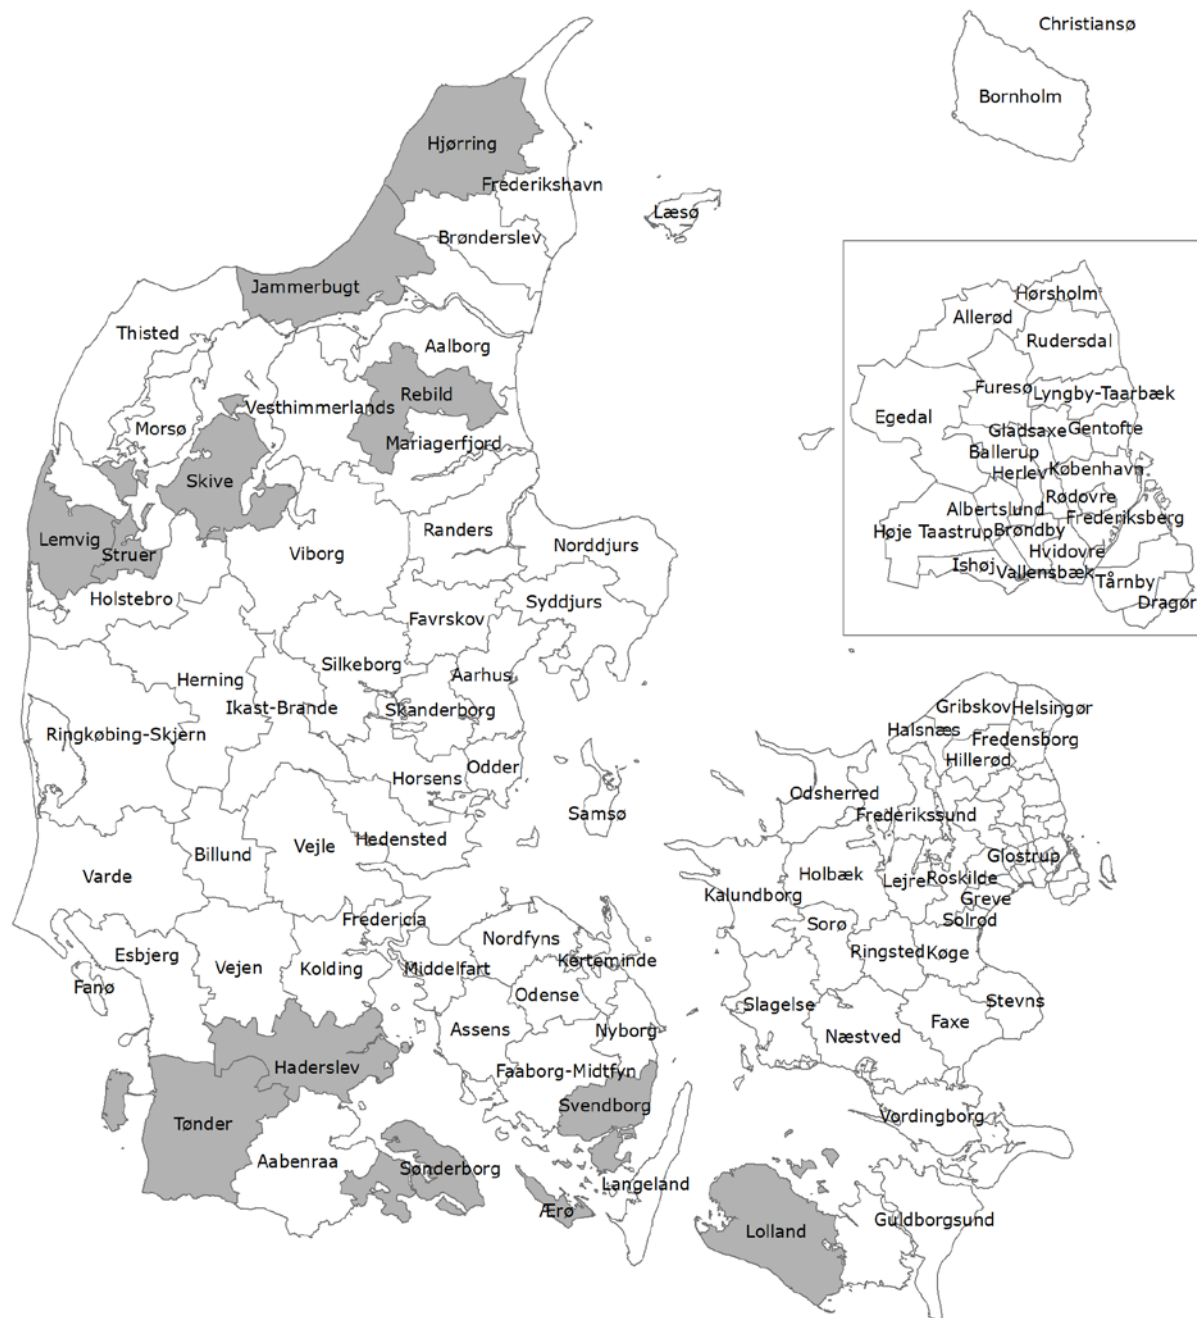 Christiansø
Bornholm
Hjørring
Frederikshavn
Læsø
Brønderslev
Jammerbugt
Thisted
Aalborg
Rebild
Vesthimmerlands
Morsø
Mariagerfjord
Skive
Lemvig
Struer
Viborg
Randers
Norddjurs
Holstebro
Syddjurs
Favrskov
Silkeborg
Aarhus
Herning
Ikast-Brande
Skanderborg
Ringkøbing-Skjern
Horsens
Odder
Samsø
Hedensted
Vejle
Billund
Varde
Fredericia
Esbjerg
Vejen
Kolding
Fanø
Middelfart
Nordfyns
Kerteminde
Odense
Assens
Nyborg
Haderslev
Faaborg-Midtfyn
Svendborg
Tønder
Aabenraa
Sønderborg
Langeland
Ærø
Hørsholm
Allerød
Rudersdal
Furesø
Lyngby-Taarbæk
Egedal
Gladsaxe
Gentofte
Ballerup
Herlev
København
Rødovre
Albertslund
Frederiksberg
Høje Taastrup
Brøndby
Hvidovre
Ishøj
Vallensbæk
Tårnby
Dragør
Gribskov
Helsingør
Halsnæs
Fredensborg
Hillerød
Odsherred
Frederikssund
Glostrup
Holbæk
Lejre
Roskilde
Kalundborg
Greve
Solrød
Sorø
Ringsted
Køge
Slagelse
Stevns
Næstved
Faxe
Vordingborg
Guldborgsund
Lolland